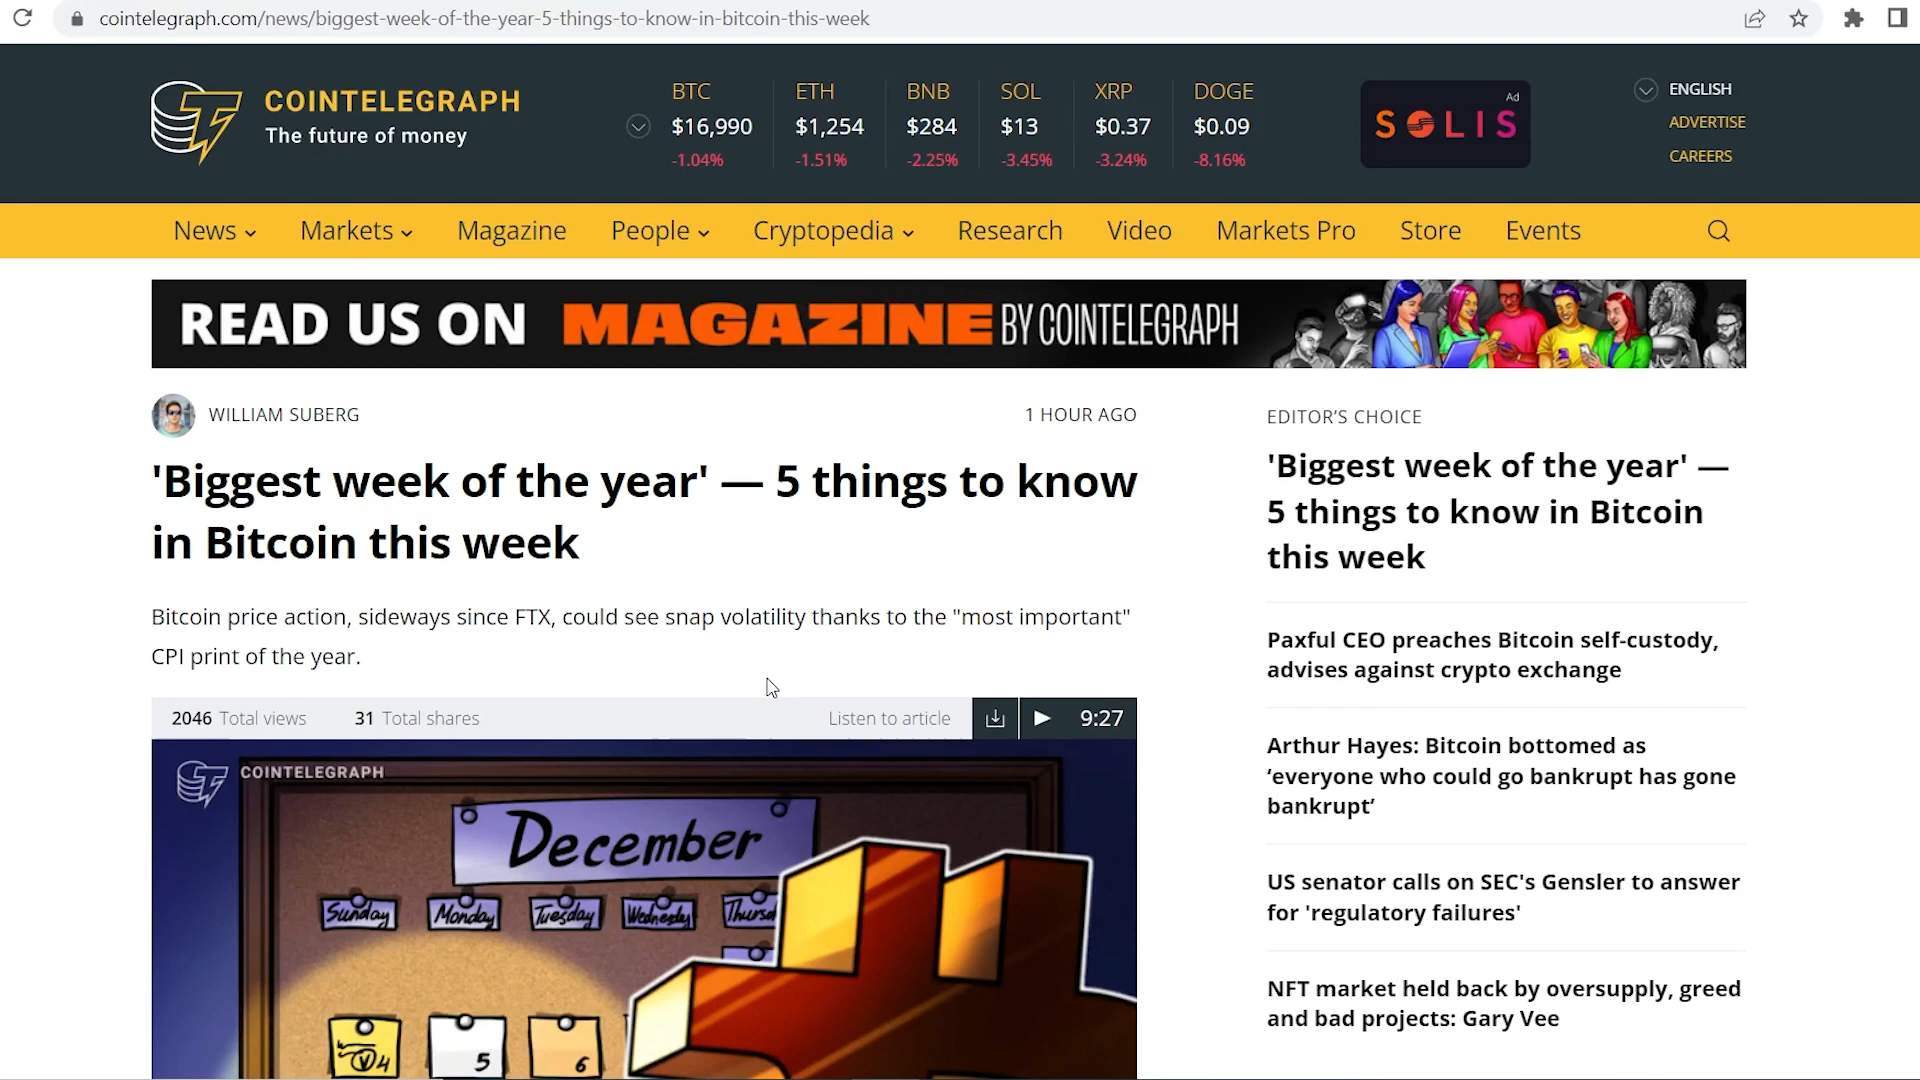 cointelegraph.com/news/biggest-week-of-the-year-5-things-to-know-in-bitcoin-this-week
COINTELEGRAPH
The future of money
BTC ETH BNB SOL XRP DOGE
$16,990 $1,254 $284 $13 $0.37 $0.09
-1.04% -1.51% -2.25% -3.45% -3.24% -8.16%
Ad
SOLIS
ENGLISH
ADVERTISE
CAREERS
News Markets Magazine People Cryptopedia Research Video Markets Pro Store Events
READ US ON MAGAZINE BY COINTELEGRAPH
WILLIAM SUBERG 1 HOUR AGO
'Biggest week of the year' — 5 things to know
in Bitcoin this week
Bitcoin price action, sideways since FTX, could see snap volatility thanks to the "most important"
CPI print of the year.
2046 Total views 31 Total shares Listen to article 9:27
COINTELEGRAPH
December
Sunday Monday Tuesday Wednesday Thursd
4 5 6
EDITOR’S CHOICE
'Biggest week of the year' —
5 things to know in Bitcoin
this week
Paxful CEO preaches Bitcoin self-custody,
advises against crypto exchange
Arthur Hayes: Bitcoin bottomed as
‘everyone who could go bankrupt has gone
bankrupt’
US senator calls on SEC's Gensler to answer
for 'regulatory failures'
NFT market held back by oversupply, greed
and bad projects: Gary Vee